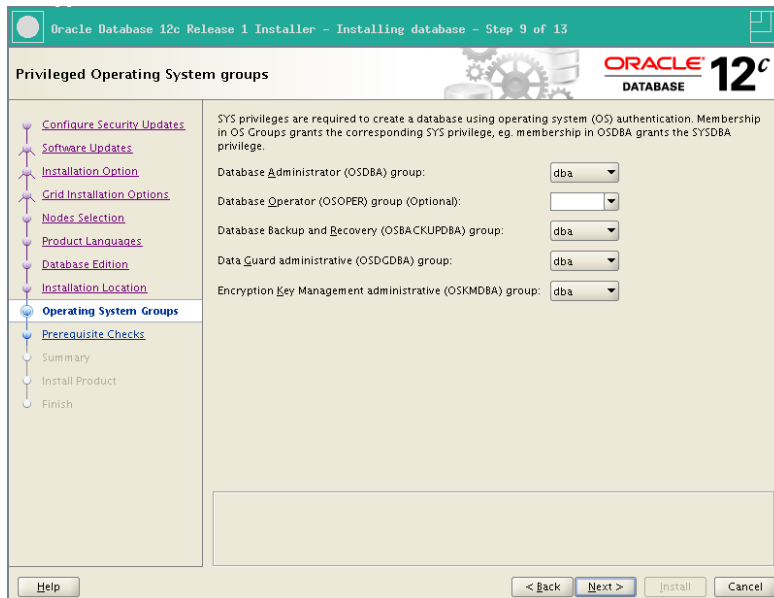 Oracle Database 12c Release 1 Installer - Installing database - Step 9 of 13
Privileged Operating System groups
ORACLE
DATABASE
12c
Configure Security Updates
Software Updates
Installation Option
Grid Installation Options
Nodes Selection
Product Languages
Database Edition
Installation Location
Operating System Groups
Prerequisite Checks
Summary
Install Product
Finish
SYS privileges are required to create a database using operating system (OS) authentication. Membership
in OS Groups grants the corresponding SYS privilege, eg. membership in OSDBA grants the SYSDBA
privilege.
Database Administrator (OSDBA) group: dba
Database Operator (OSOPER) group (Optional):
Database Backup and Recovery (OSBACKUPDBA) group: dba
Data Guard administrative (OSDGDBA) group: dba
Encryption Key Management administrative (OSKMDBA) group: dba
Help
< Back
Next >
Install
Cancel